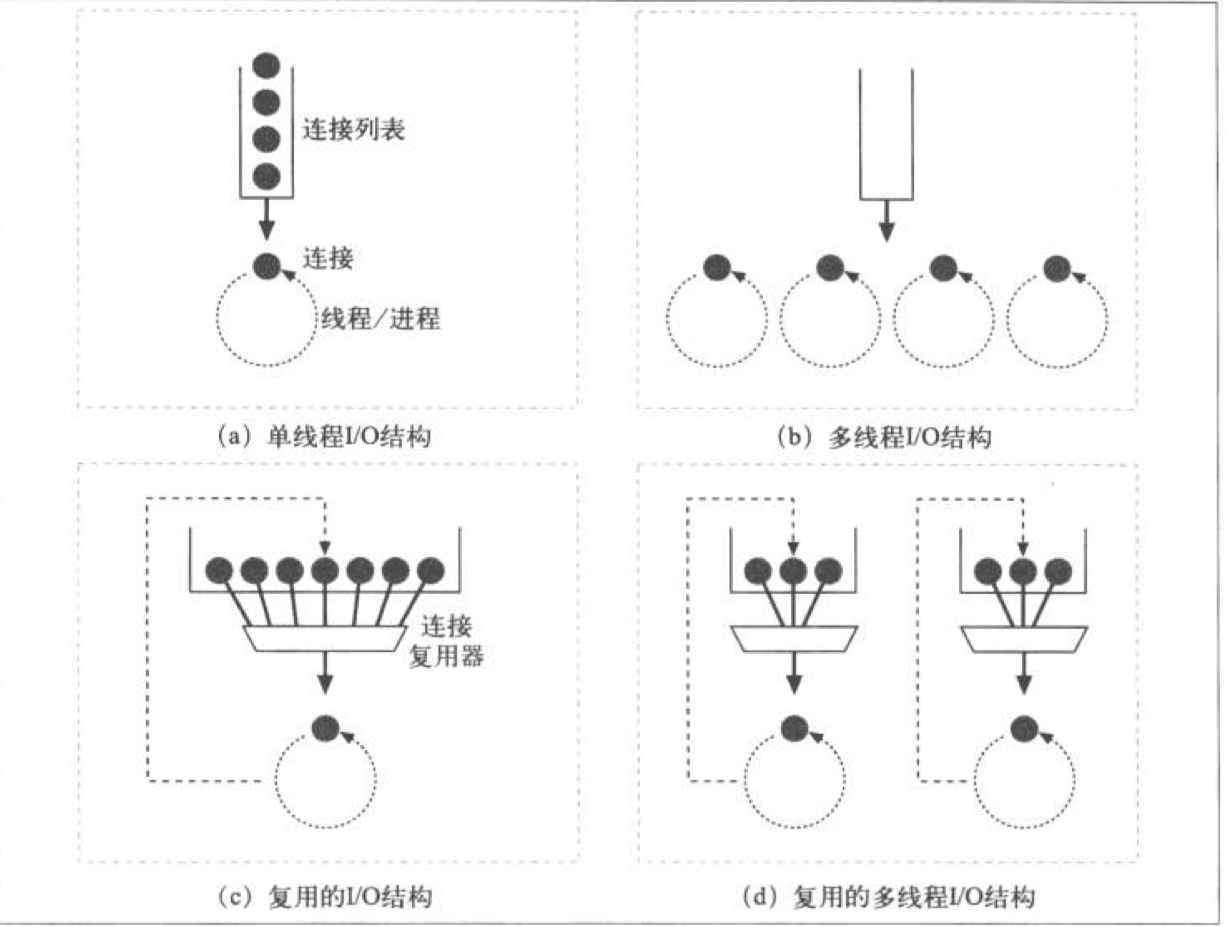 连接列表
连接
线程/进程
(a) 单线程I/O结构
(b) 多线程I/O结构
连接
复用器
(c) 复用的I/O结构
(d) 复用的多线程I/O结构